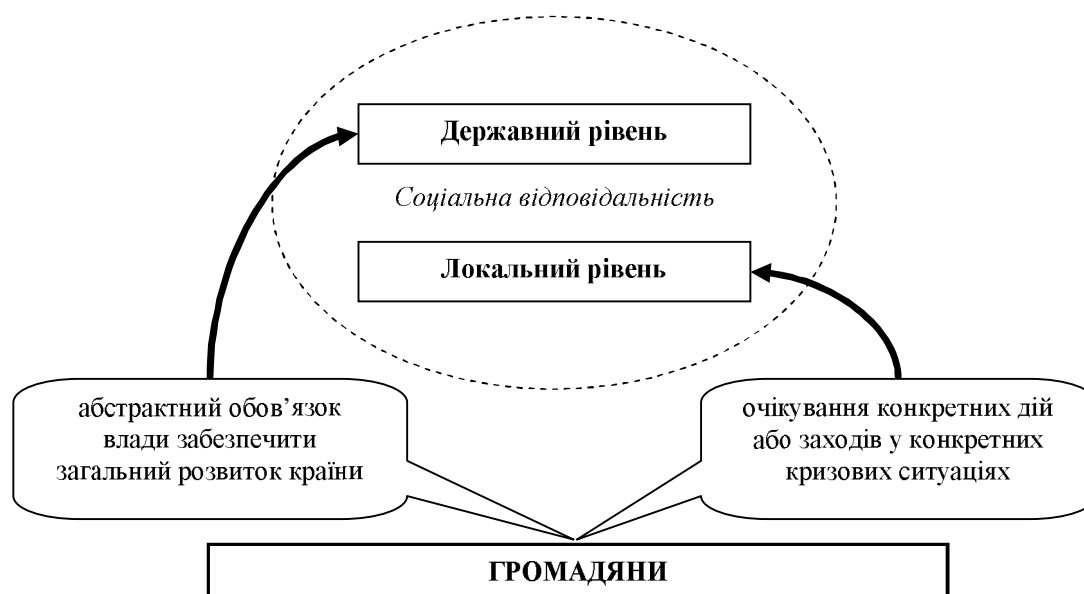 Державний рівень
Соціальна відповідальність
Локальний рівень
абстрактний обов’язок
влади забезпечити
загальний розвиток країни
очікування конкретних дій
або заходів у конкретних
кризових ситуаціях
ГРОМАДЯНИ